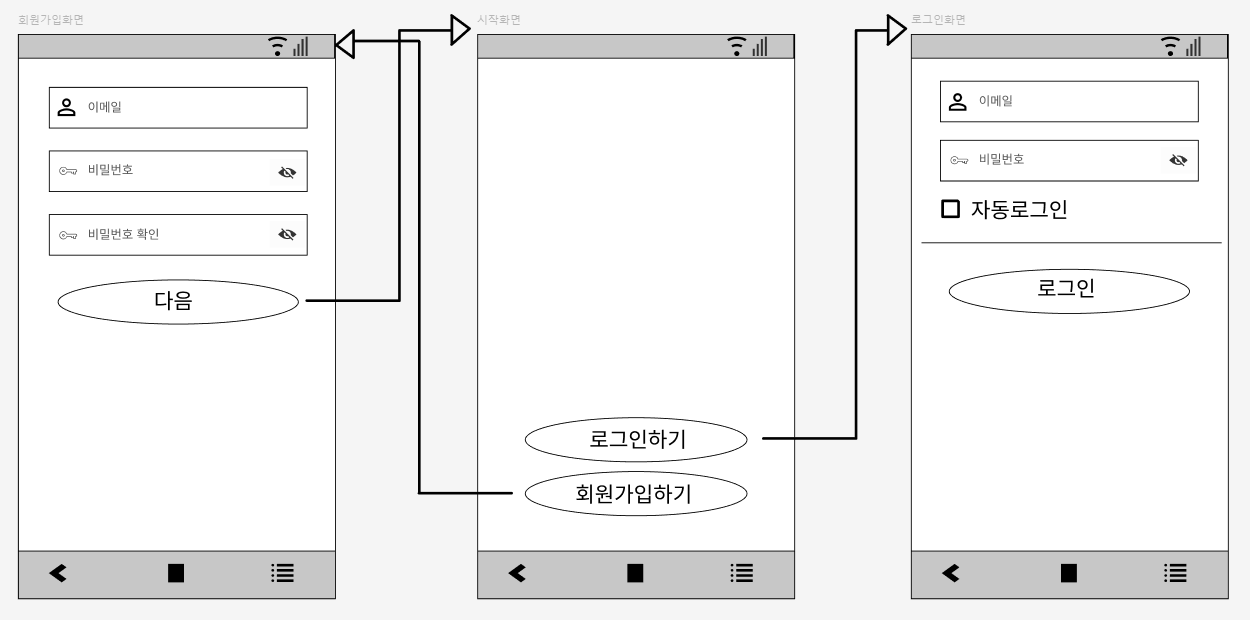 회원가입화면
이메일
비밀번호
비밀번호 확인
다음
시작화면
로그인하기
회원가입하기
로그인화면
이메일
비밀번호
자동로그인
로그인